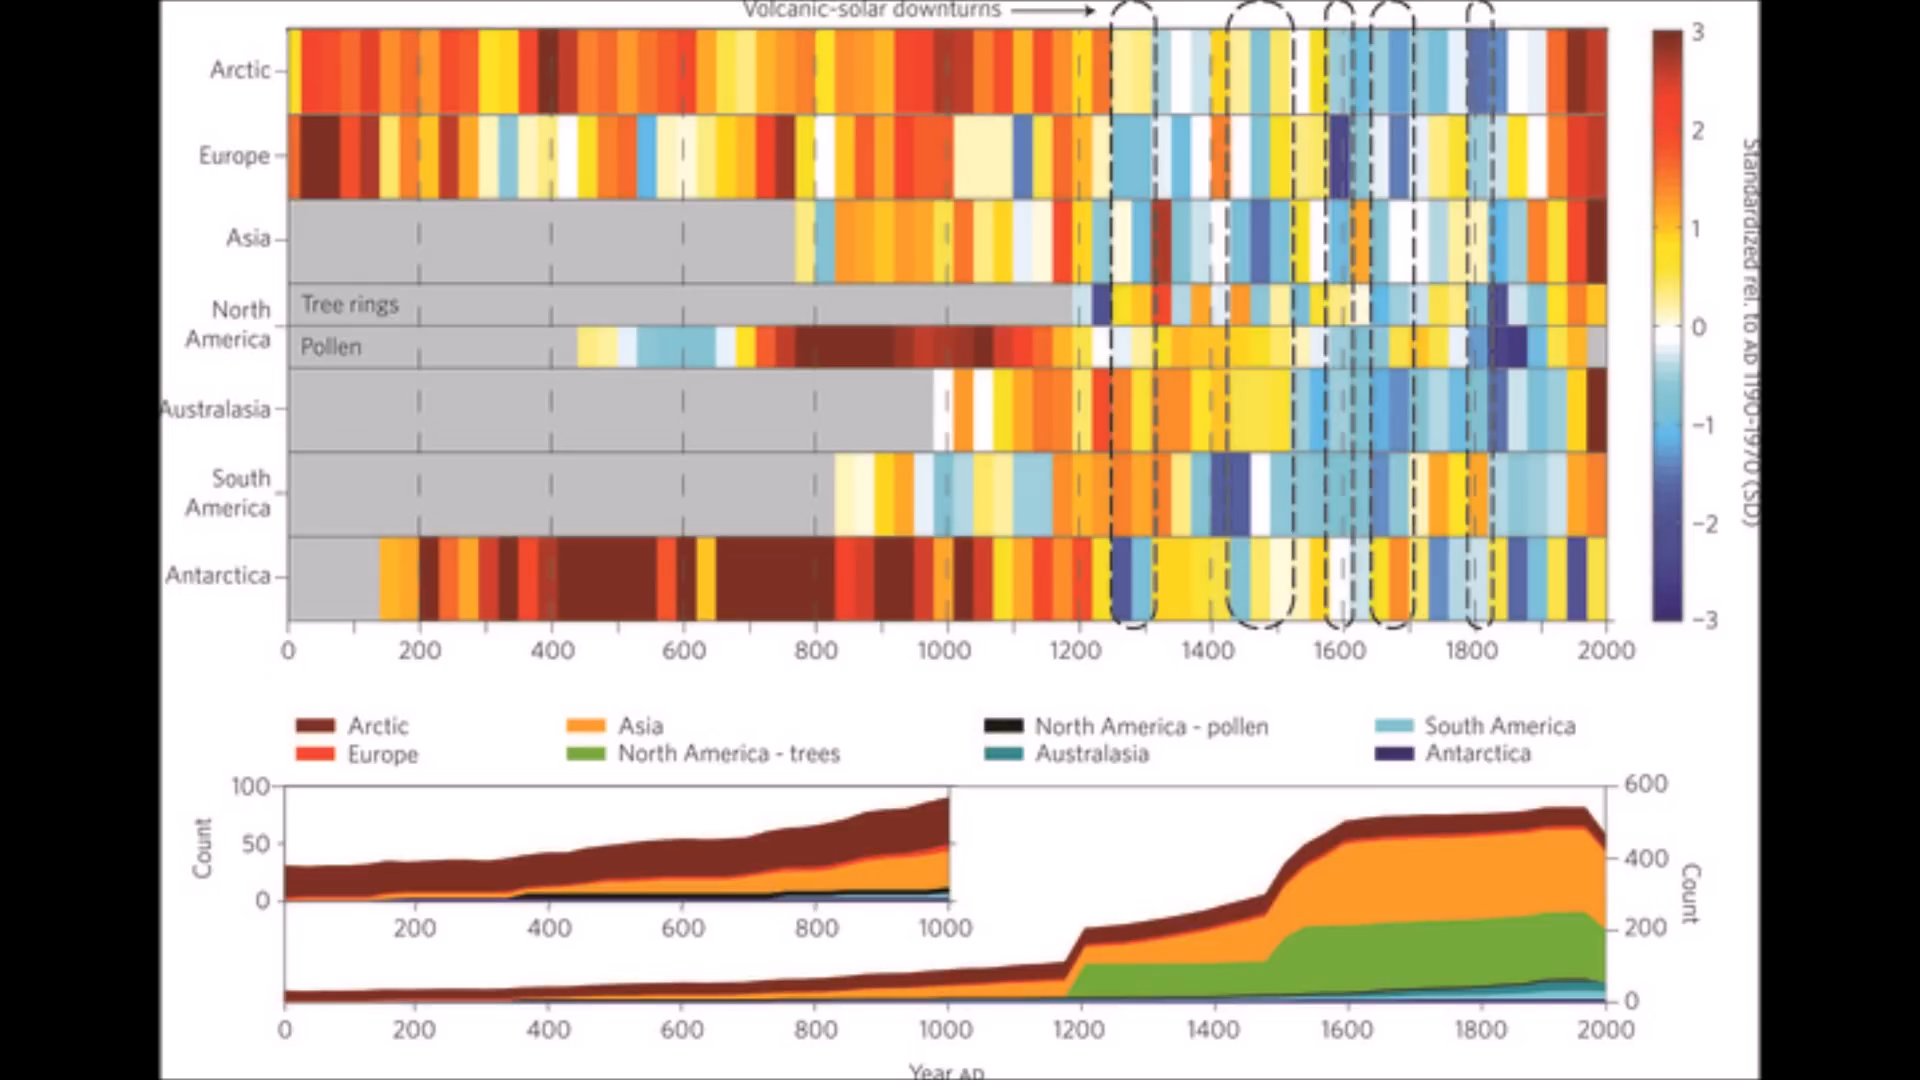 Volcanic-solar downturns
3
Arctic
2
Europe
Standardized rel. to AD 1190-1970 (SD)
1
Asia
North
America
Tree rings
0
Pollen
Australasia
-1
South
America
-2
Antarctica
-3
0 200 400 600 800 1000 1200 1400 1600 1800 2000
Arctic Asia North America - pollen South America
Europe North America - trees Australasia Antarctica
100 600
Count 50 400 Count
0 200
200 400 600 800 1000
0
0 200 400 600 800 1000 1200 1400 1600 1800 2000
Year AD